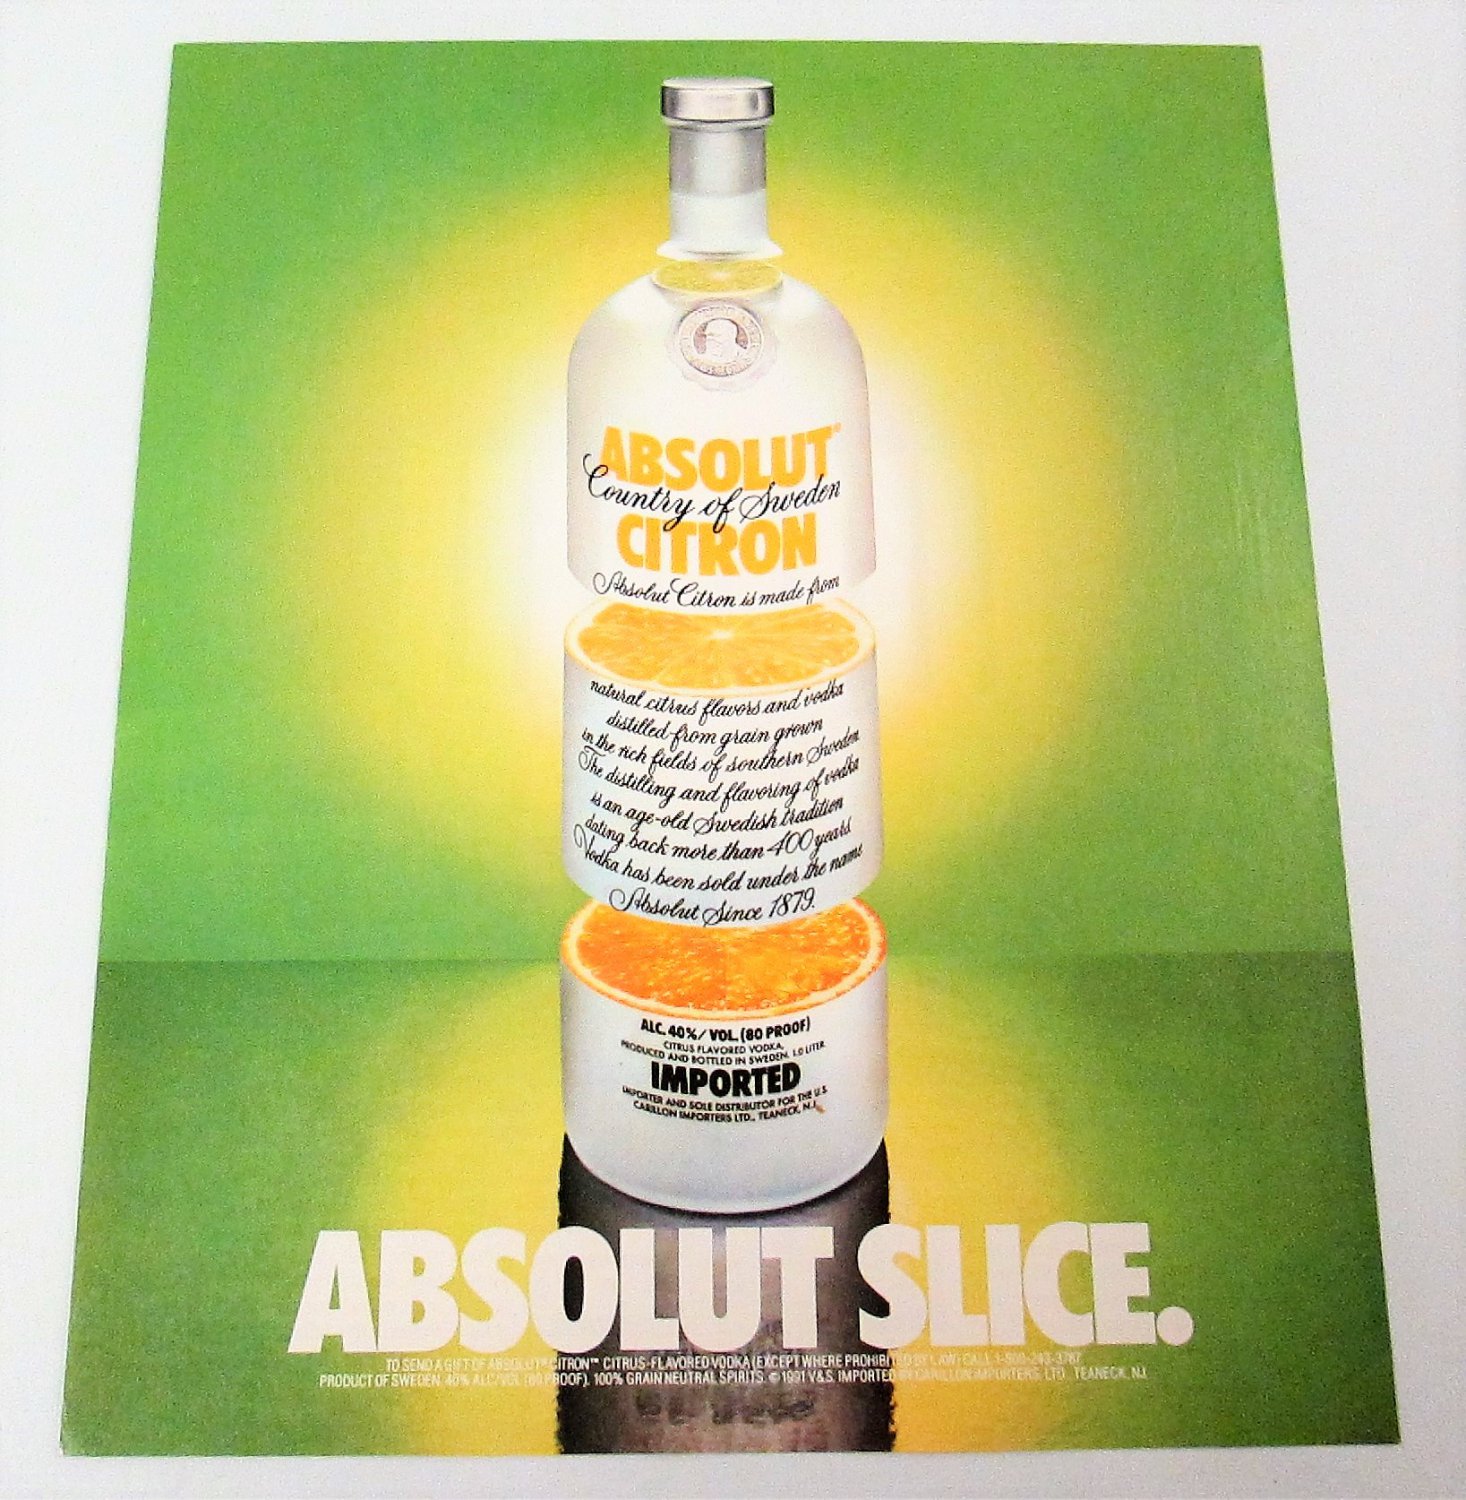 ABSOLUT®
Country of Sweden
CITRON
Absolut Citron is made from
natural citrus flavors and vodka
distilled from grain grown
in the rich fields of southern Sweden
The distilling and flavoring of vodka
is an age-old Swedish tradition
dating back more than 400 years
Vodka has been sold under the name
Absolut Since 1879.
ALC. 40%/VOL. (80 PROOF)
CITRUS FLAVORED VODKA.
PRODUCED AND BOTTLED IN SWEDEN. 1.0 LITER
IMPORTED
IMPORTER AND SOLE DISTRIBUTOR FOR THE U.S.
CARILLON IMPORTERS LTD., TEANECK, N.J.
ABSOLUT SLICE.
TO SEND A GIFT OF ABSOLUT® CITRON™ CITRUS-FLAVORED VODKA (EXCEPT WHERE PROHIBITED BY LAW) CALL 1-800-243-3787
PRODUCT OF SWEDEN. 40% ALC/VOL (80 PROOF). 100% GRAIN NEUTRAL SPIRITS. © 1991 V&S. IMPORTED BY CARILLON IMPORTERS, LTD., TEANECK, NJ.